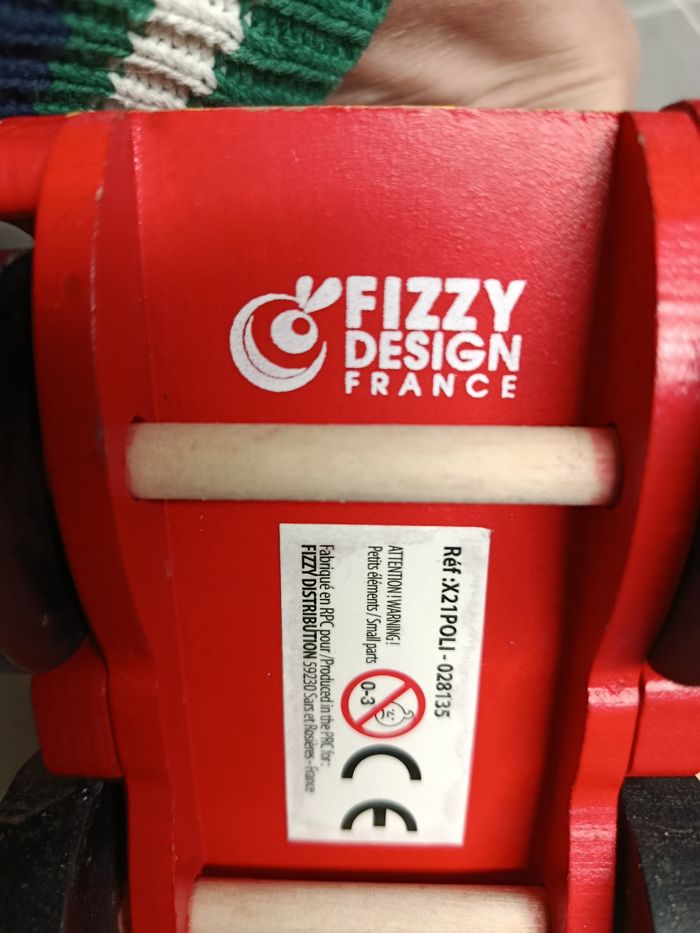 FIZZY
DESIGN
FRANCE
Réf :X21POLI - 028135
ATTENTION ! WARNING !
Petits éléments / Small parts
0-3
CE
Fabriqué en RPC pour /Produced in the PRC for :
FIZZY DISTRIBUTION 59230 Sars et Rosières - France